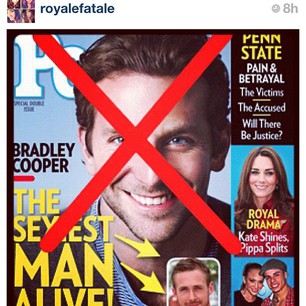 royalefatale
8h
Pe
SPECIAL DOUBLE
ISSUE
BRADLEY
COOPER
THE
SEXIEST
MAN
ALIVE!
PENN
STATE
PAIN &
BETRAYAL
The Victims
The Accused
Will There
Be Justice?
ROYAL
DRAMA
Kate Shines,
Pippa Splits